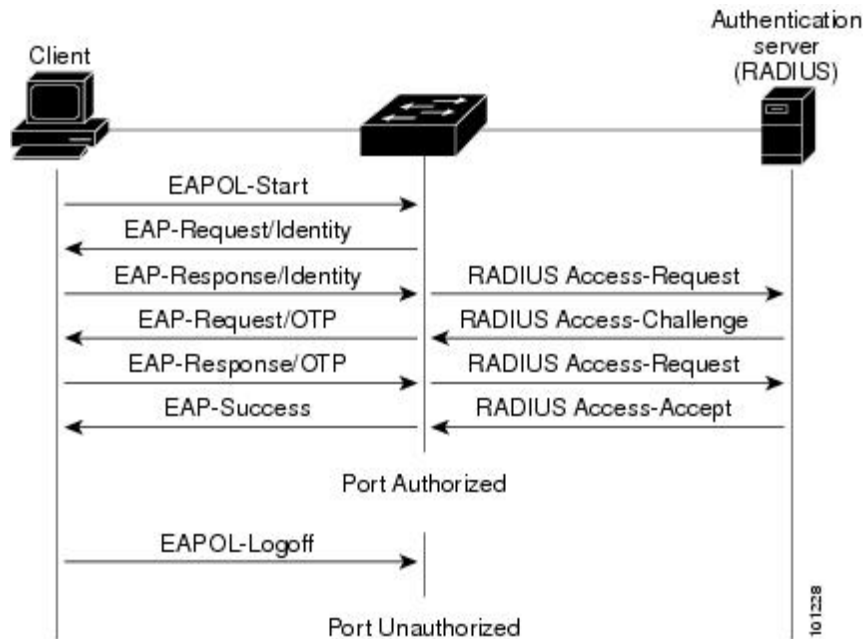 Client
Authentication
server
(RADIUS)
EAPOL-Start
EAP-Request/Identity
EAP-Response/Identity
RADIUS Access-Request
EAP-Request/OTP
RADIUS Access-Challenge
EAP-Response/OTP
RADIUS Access-Request
EAP-Success
RADIUS Access-Accept
Port Authorized
EAPOL-Logoff
Port Unauthorized
101228